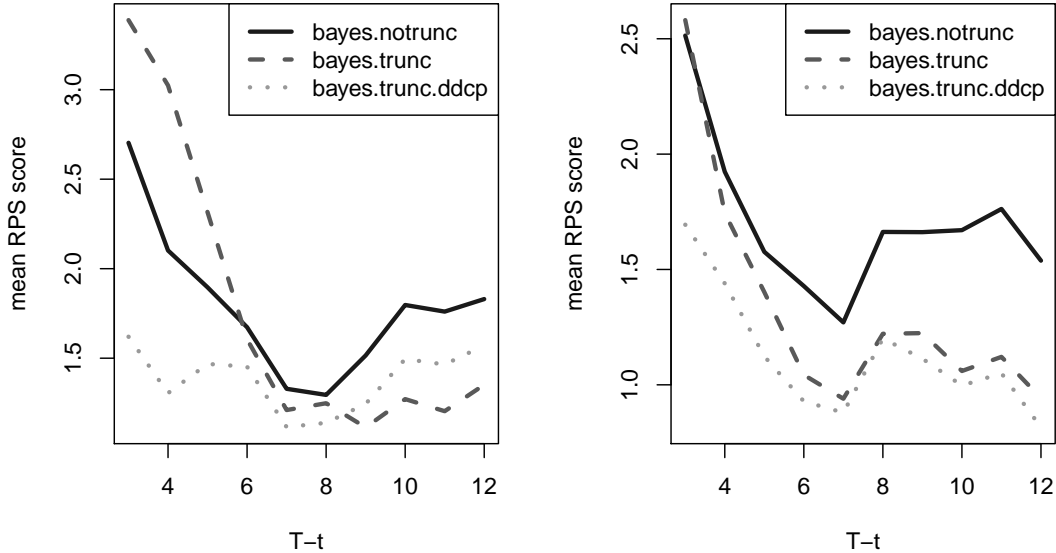 bayes.notrunc
bayes.trunc
bayes.trunc.ddcp
mean RPS score
3.0
2.5
2.0
1.5
4 6 8 10 12
T−t
bayes.notrunc
bayes.trunc
bayes.trunc.ddcp
mean RPS score
2.5
2.0
1.5
1.0
4 6 8 10 12
T−t